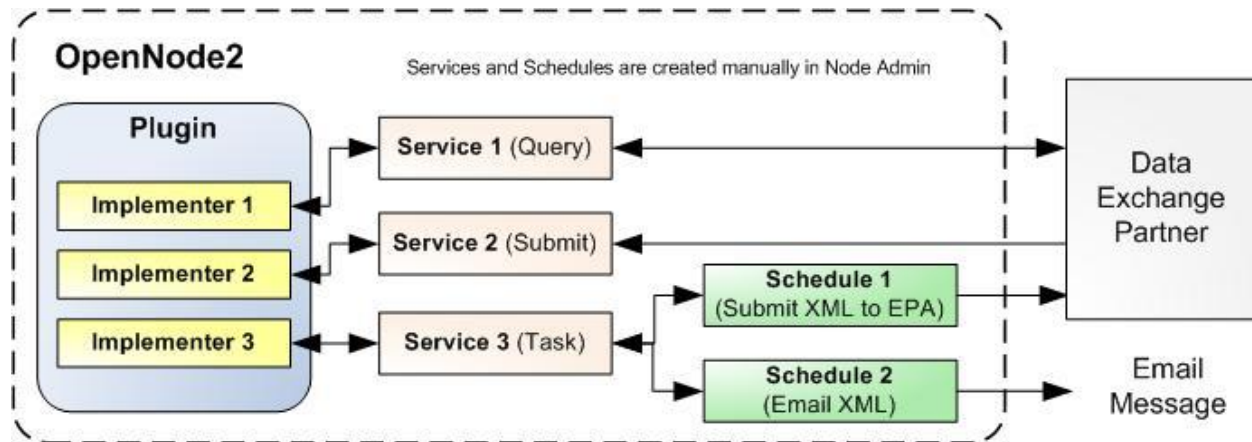 OpenNode2
Services and Schedules are created manually in Node Admin
Plugin
Implementer 1
Implementer 2
Implementer 3
Service 1 (Query)
Service 2 (Submit)
Service 3 (Task)
Schedule 1
(Submit XML to EPA)
Schedule 2
(Email XML)
Data
Exchange
Partner
Email
Message